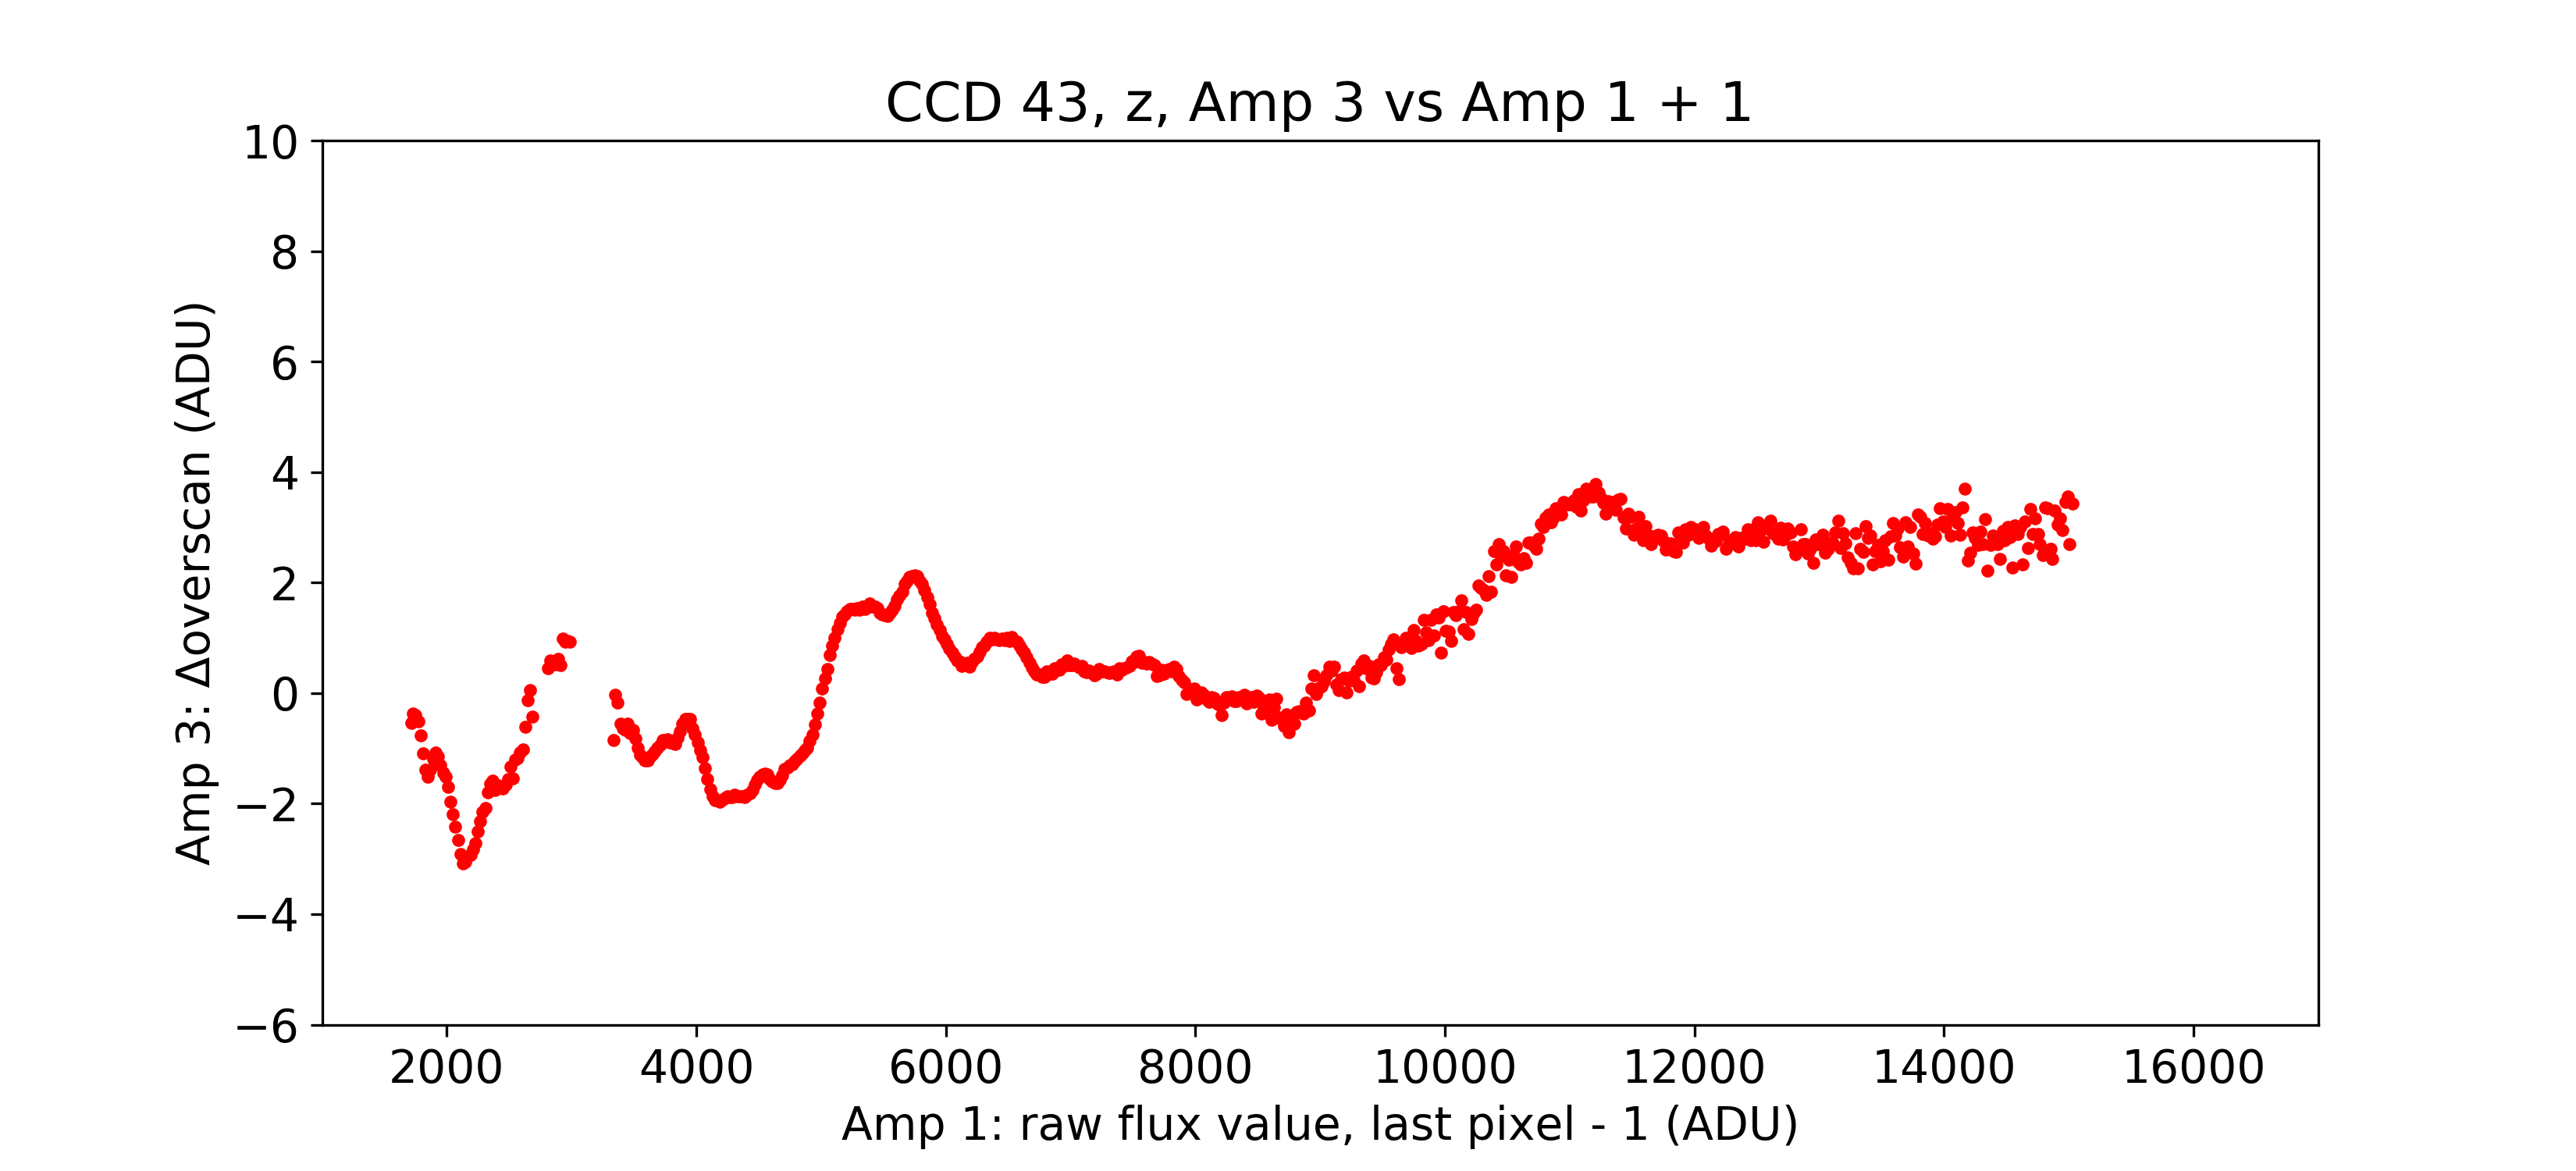 CCD 43, z, Amp 3 vs Amp 1 + 1
10
8
6
4
2
0
−2
−4
−6
Amp 3: Δoverscan (ADU)
2000 4000 6000 8000 10000 12000 14000 16000
Amp 1: raw flux value, last pixel - 1 (ADU)